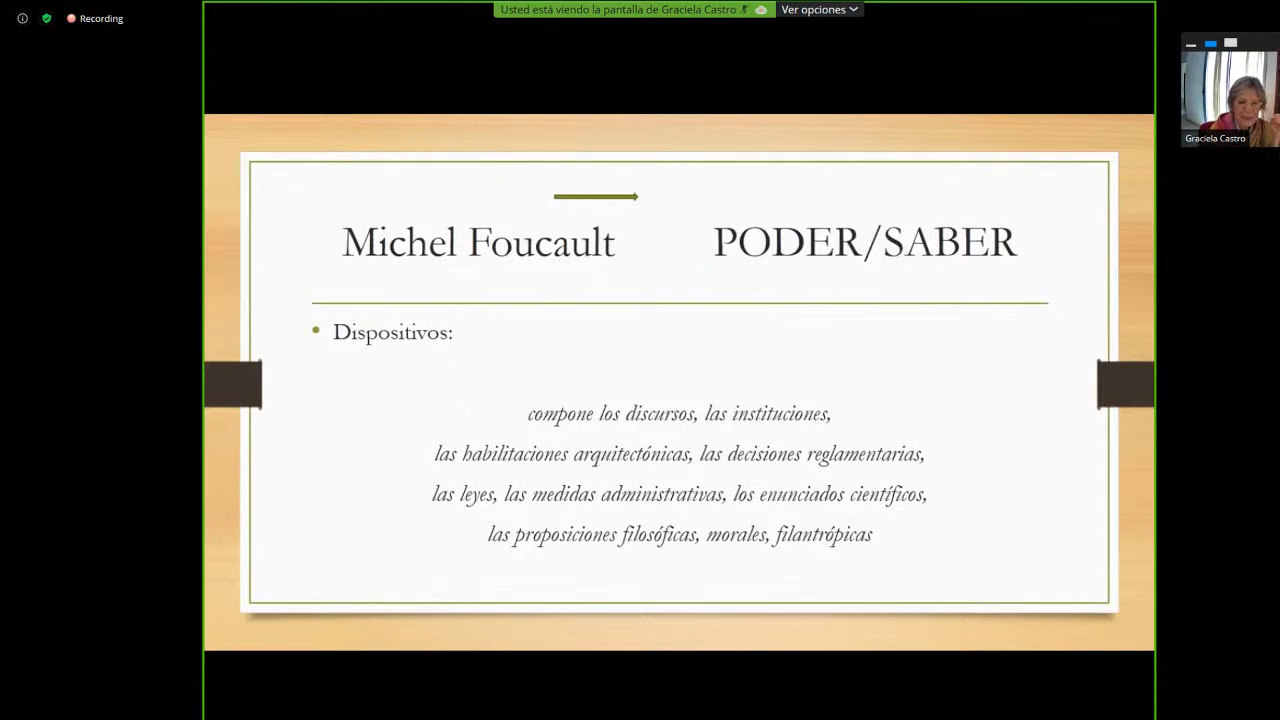 Recording
Usted está viendo la pantalla de Graciela Castro
Ver opciones
Graciela Castro
Michel Foucault PODER/SABER
• Dispositivos:
compone los discursos, las instituciones,
las habilitaciones arquitectónicas, las decisiones reglamentarias,
las leyes, las medidas administrativas, los enunciados científicos,
las proposiciones filosóficas, morales, filantrópicas